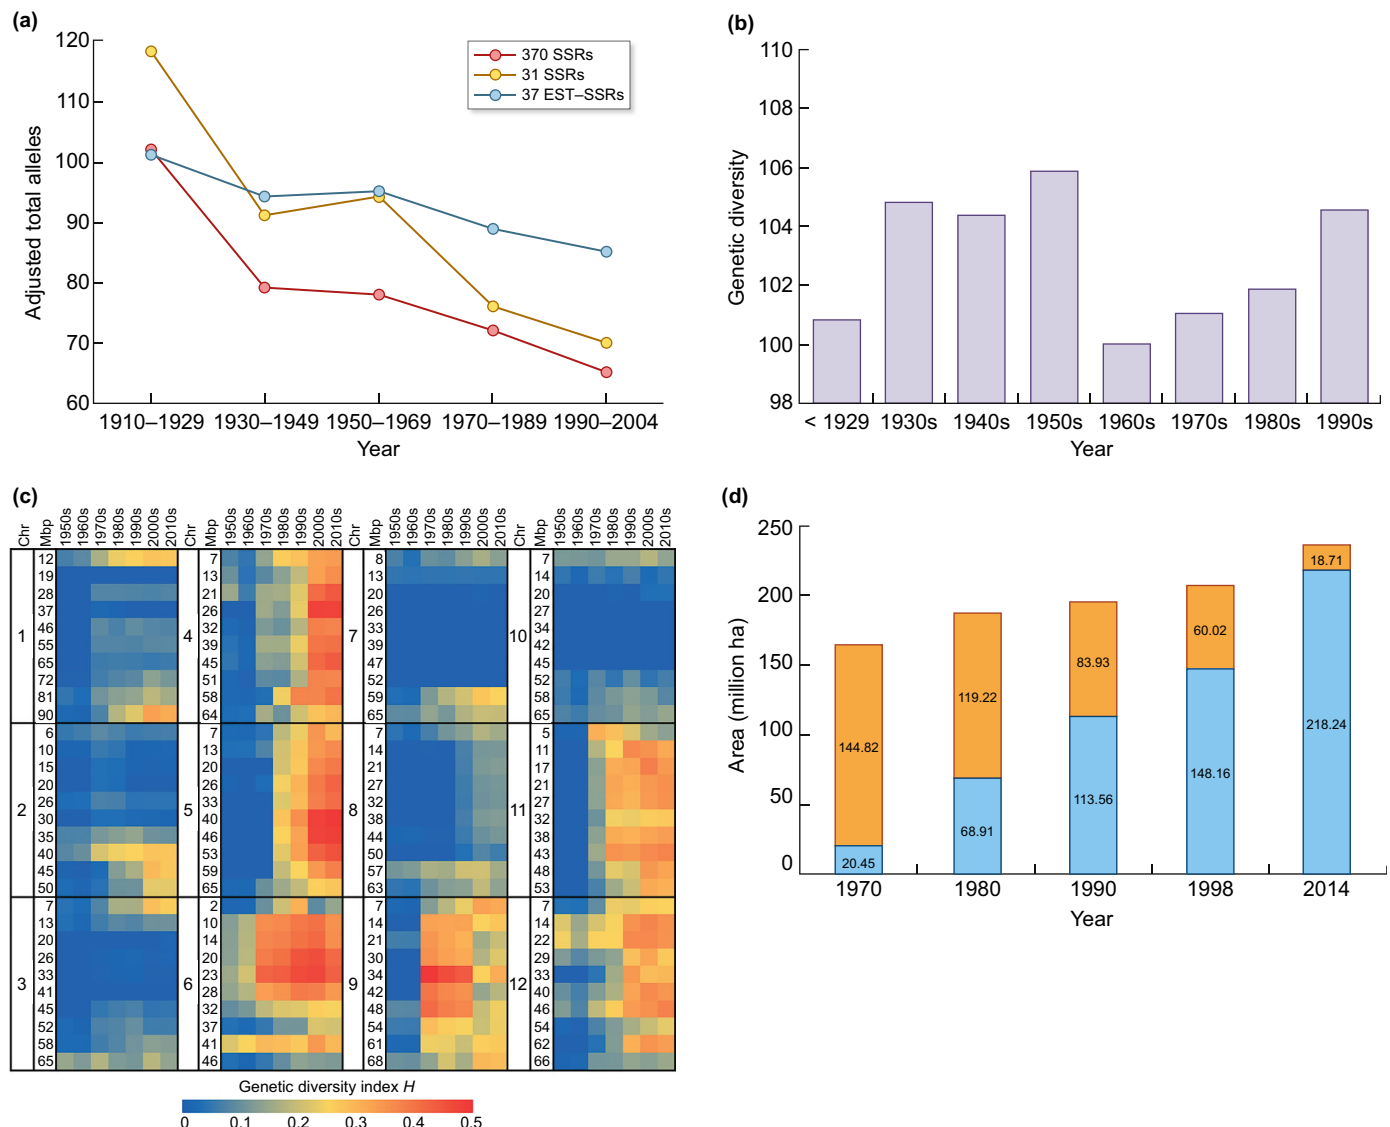 (a)
120
110
100
90
80
70
60
Adjusted total alleles
370 SSRs
31 SSRs
37 EST–SSRs
1910–1929 1930–1949 1950–1969 1970–1989 1990–2004
Year
(b)
110
108
106
104
102
100
98
Genetic diversity
< 1929 1930s 1940s 1950s 1960s 1970s 1980s 1990s
Year
(c)
Chr Mbp 1950s 1960s 1970s 1980s 1990s 2000s 2010s Chr Mbp 1950s 1960s 1970s 1980s 1990s 2000s 2010s Chr Mbp 1950s 1960s 1970s 1980s 1990s 2000s 2010s Chr Mbp 1950s 1960s 1970s 1980s 1990s 2000s 2010s
12 7 8 7
19 13 13 14
28 21 20 20
37 26 26 27
1 46 4 32 7 33 10 34
55 39 39 42
65 45 47 45
72 51 51 52
81 58 59 58
90 64 65 65
6 7 7 5
10 13 14 11
15 20 21 17
20 26 27 21
2 26 5 33 8 32 11 27
30 40 38 32
35 46 44 38
40 53 50 43
45 59 57 48
50 65 63 53
7 2 7 7
13 10 14 14
20 14 21 22
26 20 30 29
3 33 6 23 9 34 12 33
41 28 42 40
45 32 48 46
52 37 54 54
58 41 61 62
65 46 68 66
Genetic diversity index H
0 0.1 0.2 0.3 0.4 0.5
(d)
250
200
150
100
50
0
Area (million ha)
144.82
20.45
119.22
68.91
83.93
113.56
60.02
148.16
18.71
218.24
1970 1980 1990 1998 2014
Year